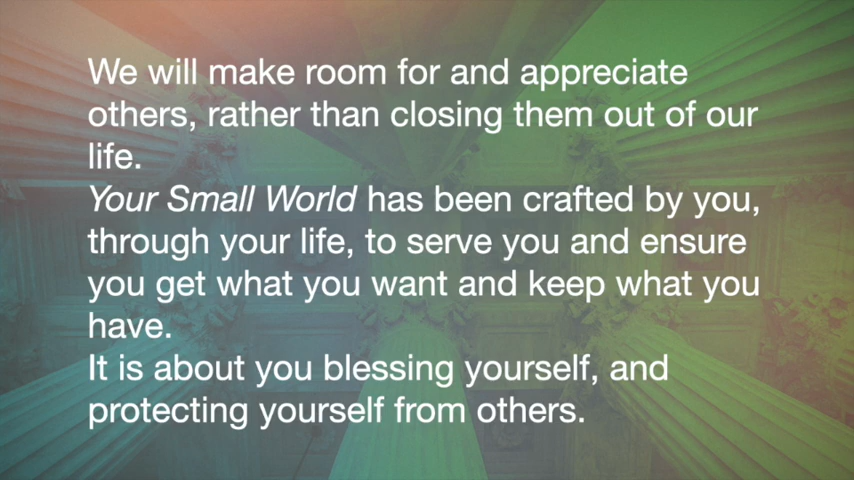 We will make room for and appreciate
others, rather than closing them out of our
life.
Your Small World has been crafted by you,
through your life, to serve you and ensure
you get what you want and keep what you
have.
It is about you blessing yourself, and
protecting yourself from others.